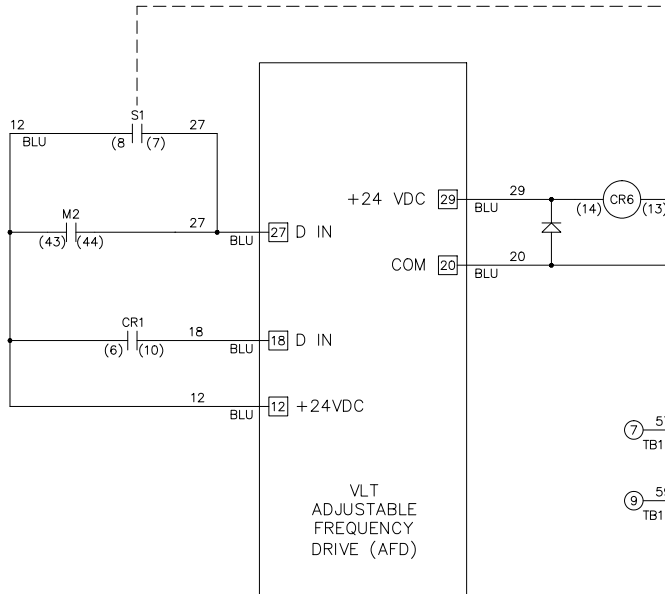 S1
12
27
BLU
(8
(7)
M2
27
(43)
(44)
BLU
27 D IN
+24 VDC 29
29
BLU
CR6
(14)
(13)
COM 20
20
BLU
CR1
18
(6)
(10)
BLU
18 D IN
12
BLU
12 +24VDC
7
TB1
9
59
TB1
VLT
ADJUSTABLE
FREQUENCY
DRIVE (AFD)